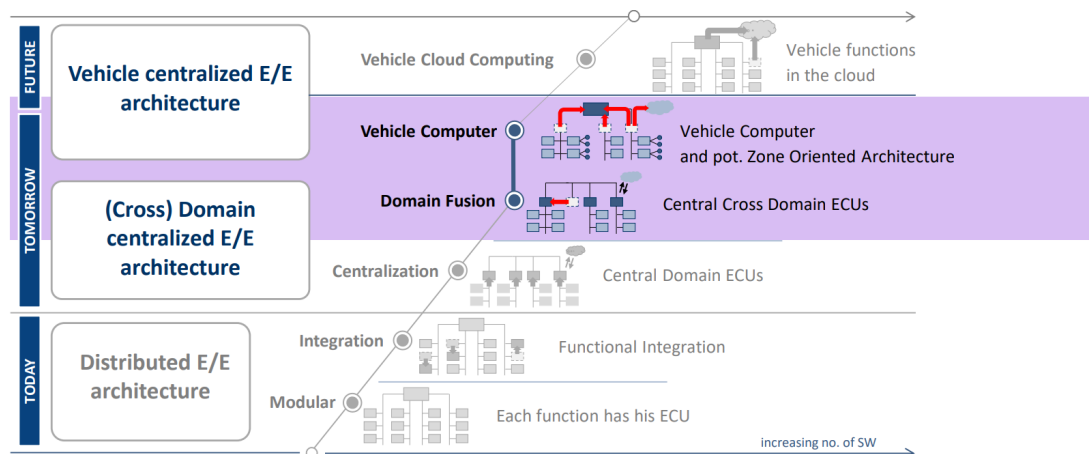 FUTURE
Vehicle centralized E/E
architecture
Vehicle Cloud Computing
Vehicle functions
in the cloud
TOMORROW
Vehicle Computer
Vehicle Computer
and pot. Zone Oriented Architecture
(Cross) Domain
centralized E/E
architecture
Domain Fusion
Central Cross Domain ECUs
Centralization
Central Domain ECUs
TODAY
Distributed E/E
architecture
Integration
Functional Integration
Modular
Each function has his ECU
increasing no. of SW